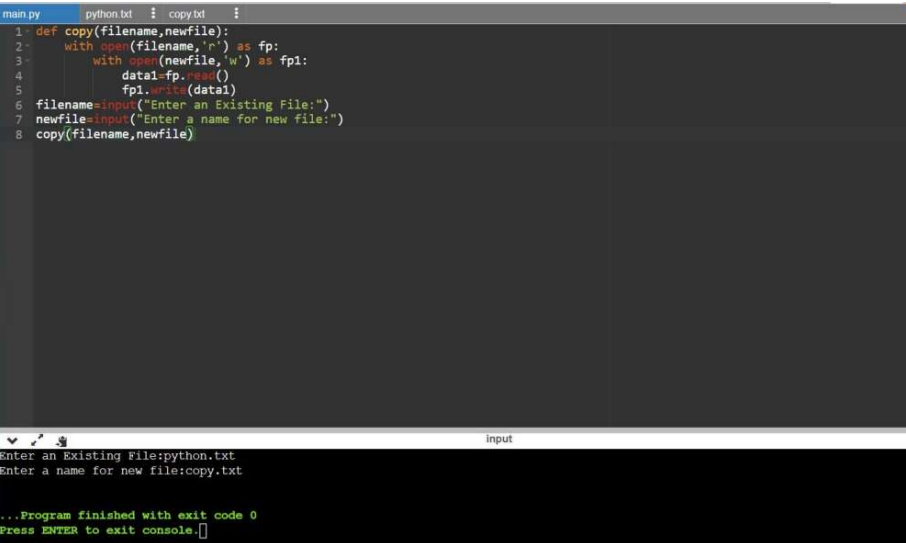 main.py python.txt copy.txt
1 def copy(filename,newfile):
2 with open(filename,'r') as fp:
3 with open(newfile,'w') as fp1:
4 data1=fp.read()
5 fp1.write(data1)
6 filename=input("Enter an Existing File:")
7 newfile=input("Enter a name for new file:")
8 copy(filename,newfile)
input
Enter an Existing File:python.txt
Enter a name for new file:copy.txt
...Program finished with exit code 0
Press ENTER to exit console.